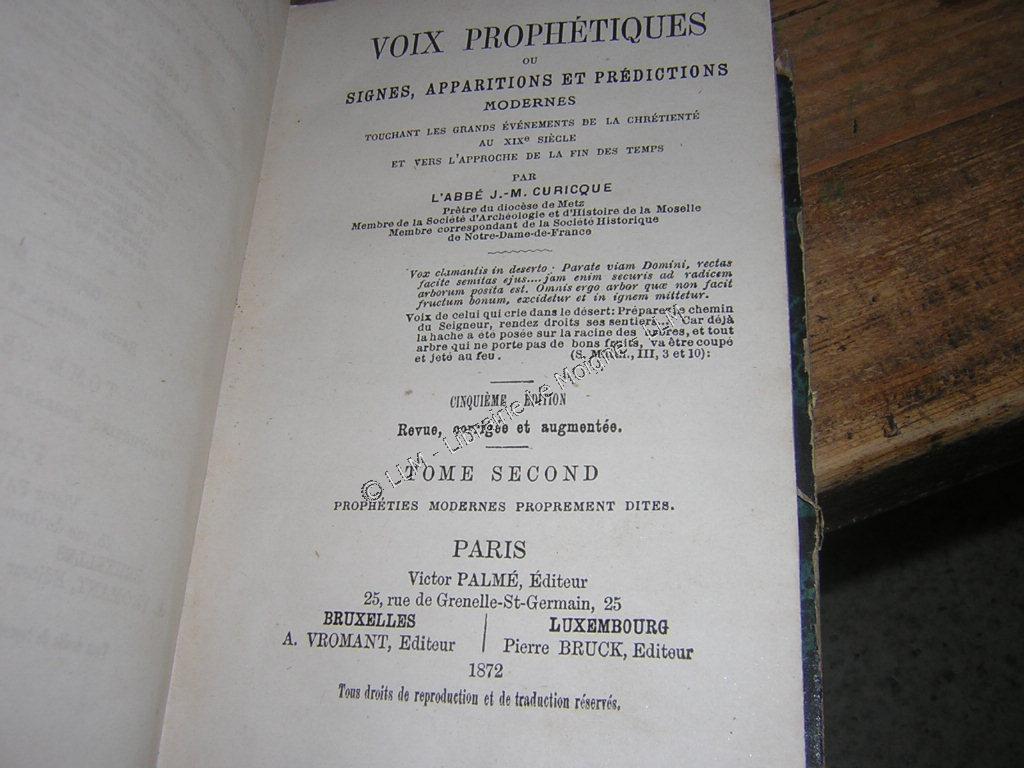 VOIX PROPHÉTIQUES
OU
SIGNES, APPARITIONS ET PRÉDICTIONS
MODERNES
TOUCHANT LES GRANDS ÉVÉNEMENTS DE LA CHRÉTIENTÉ
AU XIXe SIÈCLE
ET VERS L'APPROCHE DE LA FIN DES TEMPS
PAR
L'ABBÉ J.-M. CURICQUE
Prêtre du diocèse de Metz
Membre de la Société d'Archéologie et d'Histoire de la Moselle
Membre correspondant de la Société Historique
de Notre-Dame-de-France
Vox clamantis in deserto : Parate viam Domini, rectas
facite semitas ejus.... jam enim securis ad radicem
arborum posita est. Omnis ergo arbor quæ non facit
fructum bonum, excidetur et in ignem mittetur.
Voix de celui qui crie dans le désert: Préparez le chemin
du Seigneur, rendez droits ses sentiers Car déjà
la hache a été posée sur la racine des arbres, et tout
arbre qui ne porte pas de bons fruits, va être coupé
et jeté au feu. (S. III, 3 et 10):
CINQUIÈME ÉDITION
Revue, corrigée et augmentée.
TOME SECOND
PROPHÉTIES MODERNES PROPREMENT DITES.
PARIS
Victor PALMÉ, Éditeur
25, rue de Grenelle-St-Germain, 25
BRUXELLES
A. VROMANT, Editeur
LUXEMBOURG
Pierre BRUCK, Editeur
1872
Tous droits de reproduction et de traduction réservés.
© LLM - Librairie Le Moigne LLM